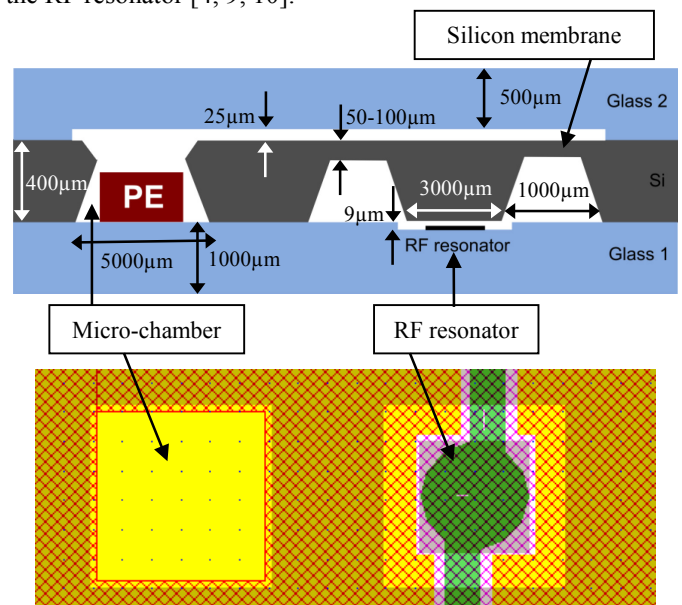 the RF resonator [4, 9, 10].
Silicon membrane
25μm
50-100μm
500μm
Glass 2
400μm
PE
3000μm
1000μm
Si
9μm
RF resonator
5000μm
1000μm
Glass 1
Micro-chamber
RF resonator